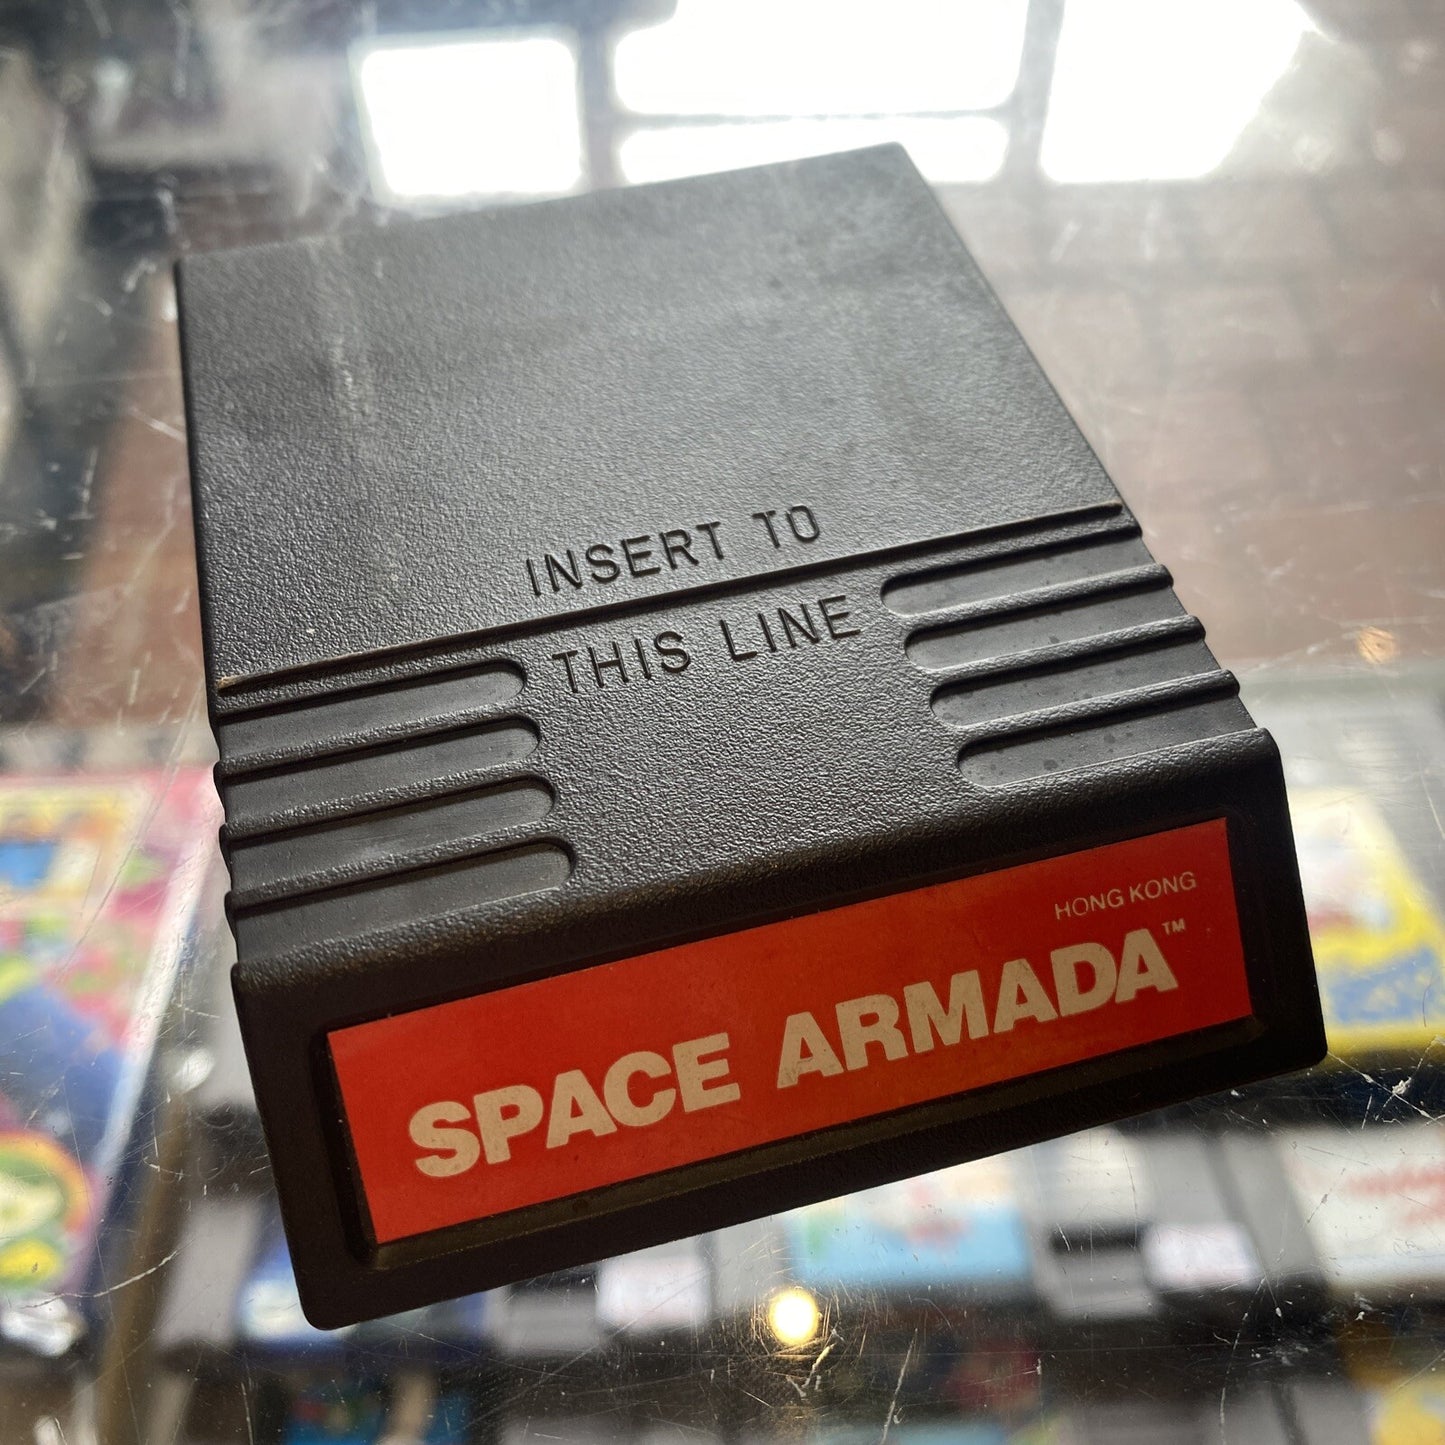 INSERT TO
THIS LINE
HONG KONG
SPACE ARMADA™